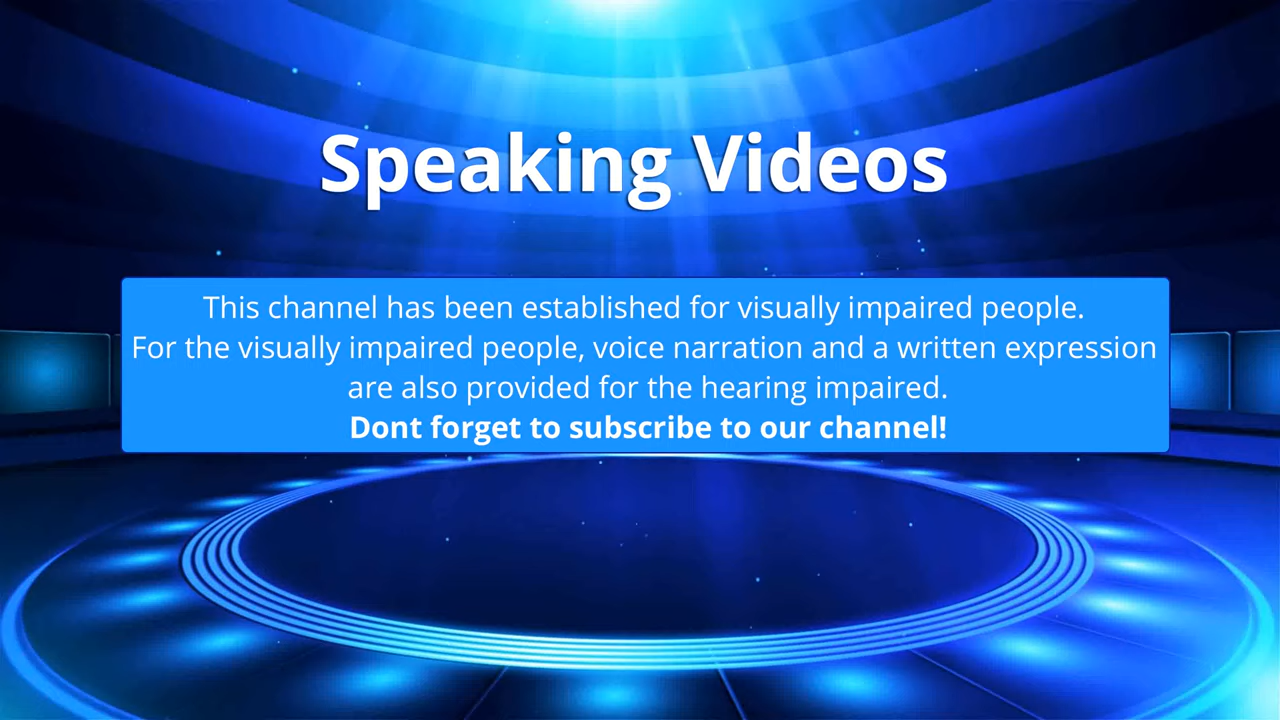 Speaking Videos
This channel has been established for visually impaired people.
For the visually impaired people, voice narration and a written expression
are also provided for the hearing impaired.
Dont forget to subscribe to our channel!